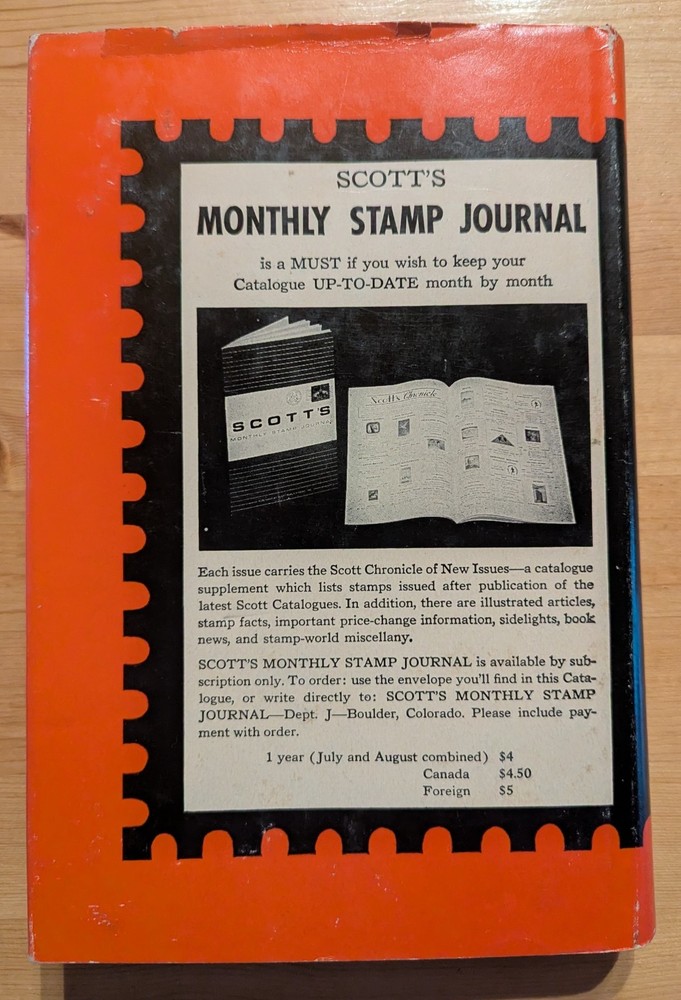 SCOTT'S
MONTHLY STAMP JOURNAL
is a MUST if you wish to keep your
Catalogue UP-TO-DATE month by month
SCOTT'S
MONTHLY STAMP JOURNAL
Scott's Chronicle
Each issue carries the Scott Chronicle of New Issues—a catalogue
supplement which lists stamps issued after publication of the
latest Scott Catalogues. In addition, there are illustrated articles,
stamp facts, important price-change information, sidelights, book
news, and stamp-world miscellany.
SCOTT'S MONTHLY STAMP JOURNAL is available by sub-
scription only. To order: use the envelope you'll find in this Cata-
logue, or write directly to: SCOTT'S MONTHLY STAMP
JOURNAL—Dept. J—Boulder, Colorado. Please include pay-
ment with order.
1 year (July and August combined) $4
Canada $4.50
Foreign $5